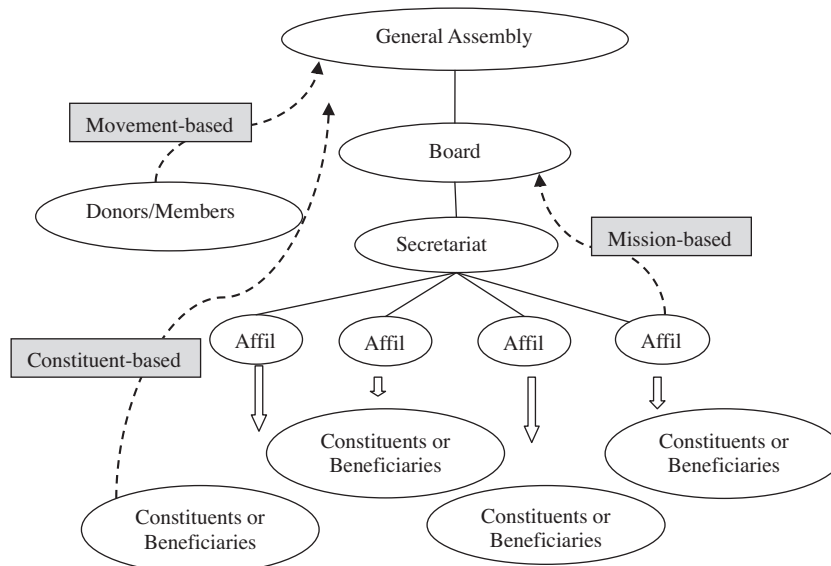 General Assembly
Movement-based
Board
Donors/Members
Mission-based
Secretariat
Affil
Affil
Affil
Affil
Constituent-based
Constituents or
Beneficiaries
Constituents or
Beneficiaries
Constituents or
Beneficiaries
Constituents or
Beneficiaries